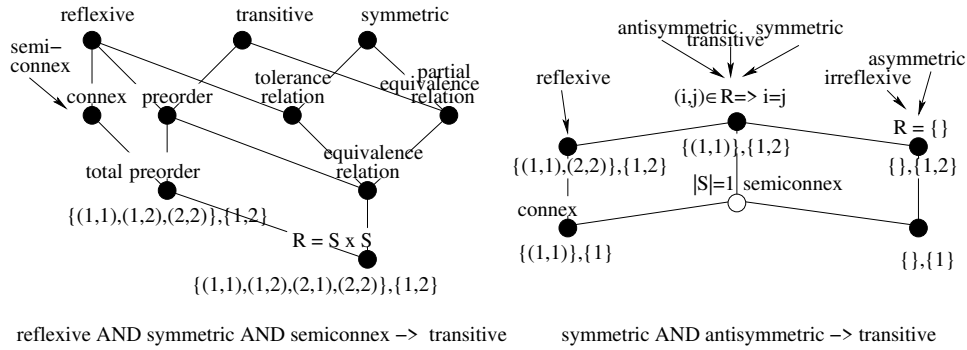 reflexive
transitive
symmetric
semi-
connex
connex
preorder
tolerance
relation
partial
equivalence
relation
total preorder
equivalence
relation
{(1,1),(1,2),(2,2)},{1,2}
R = S x S
{(1,1),(1,2),(2,1),(2,2)},{1,2}
reflexive AND symmetric AND semiconnex -> transitive
antisymmetric
transitive
symmetric
reflexive
asymmetric
irreflexive
(i,j)∈R=> i=j
R = {}
{(1,1),(2,2)},{1,2}
{(1,1)},{1,2}
{},{1,2}
|S|=1
semiconnex
connex
{(1,1)},{1}
{},{1}
symmetric AND antisymmetric -> transitive